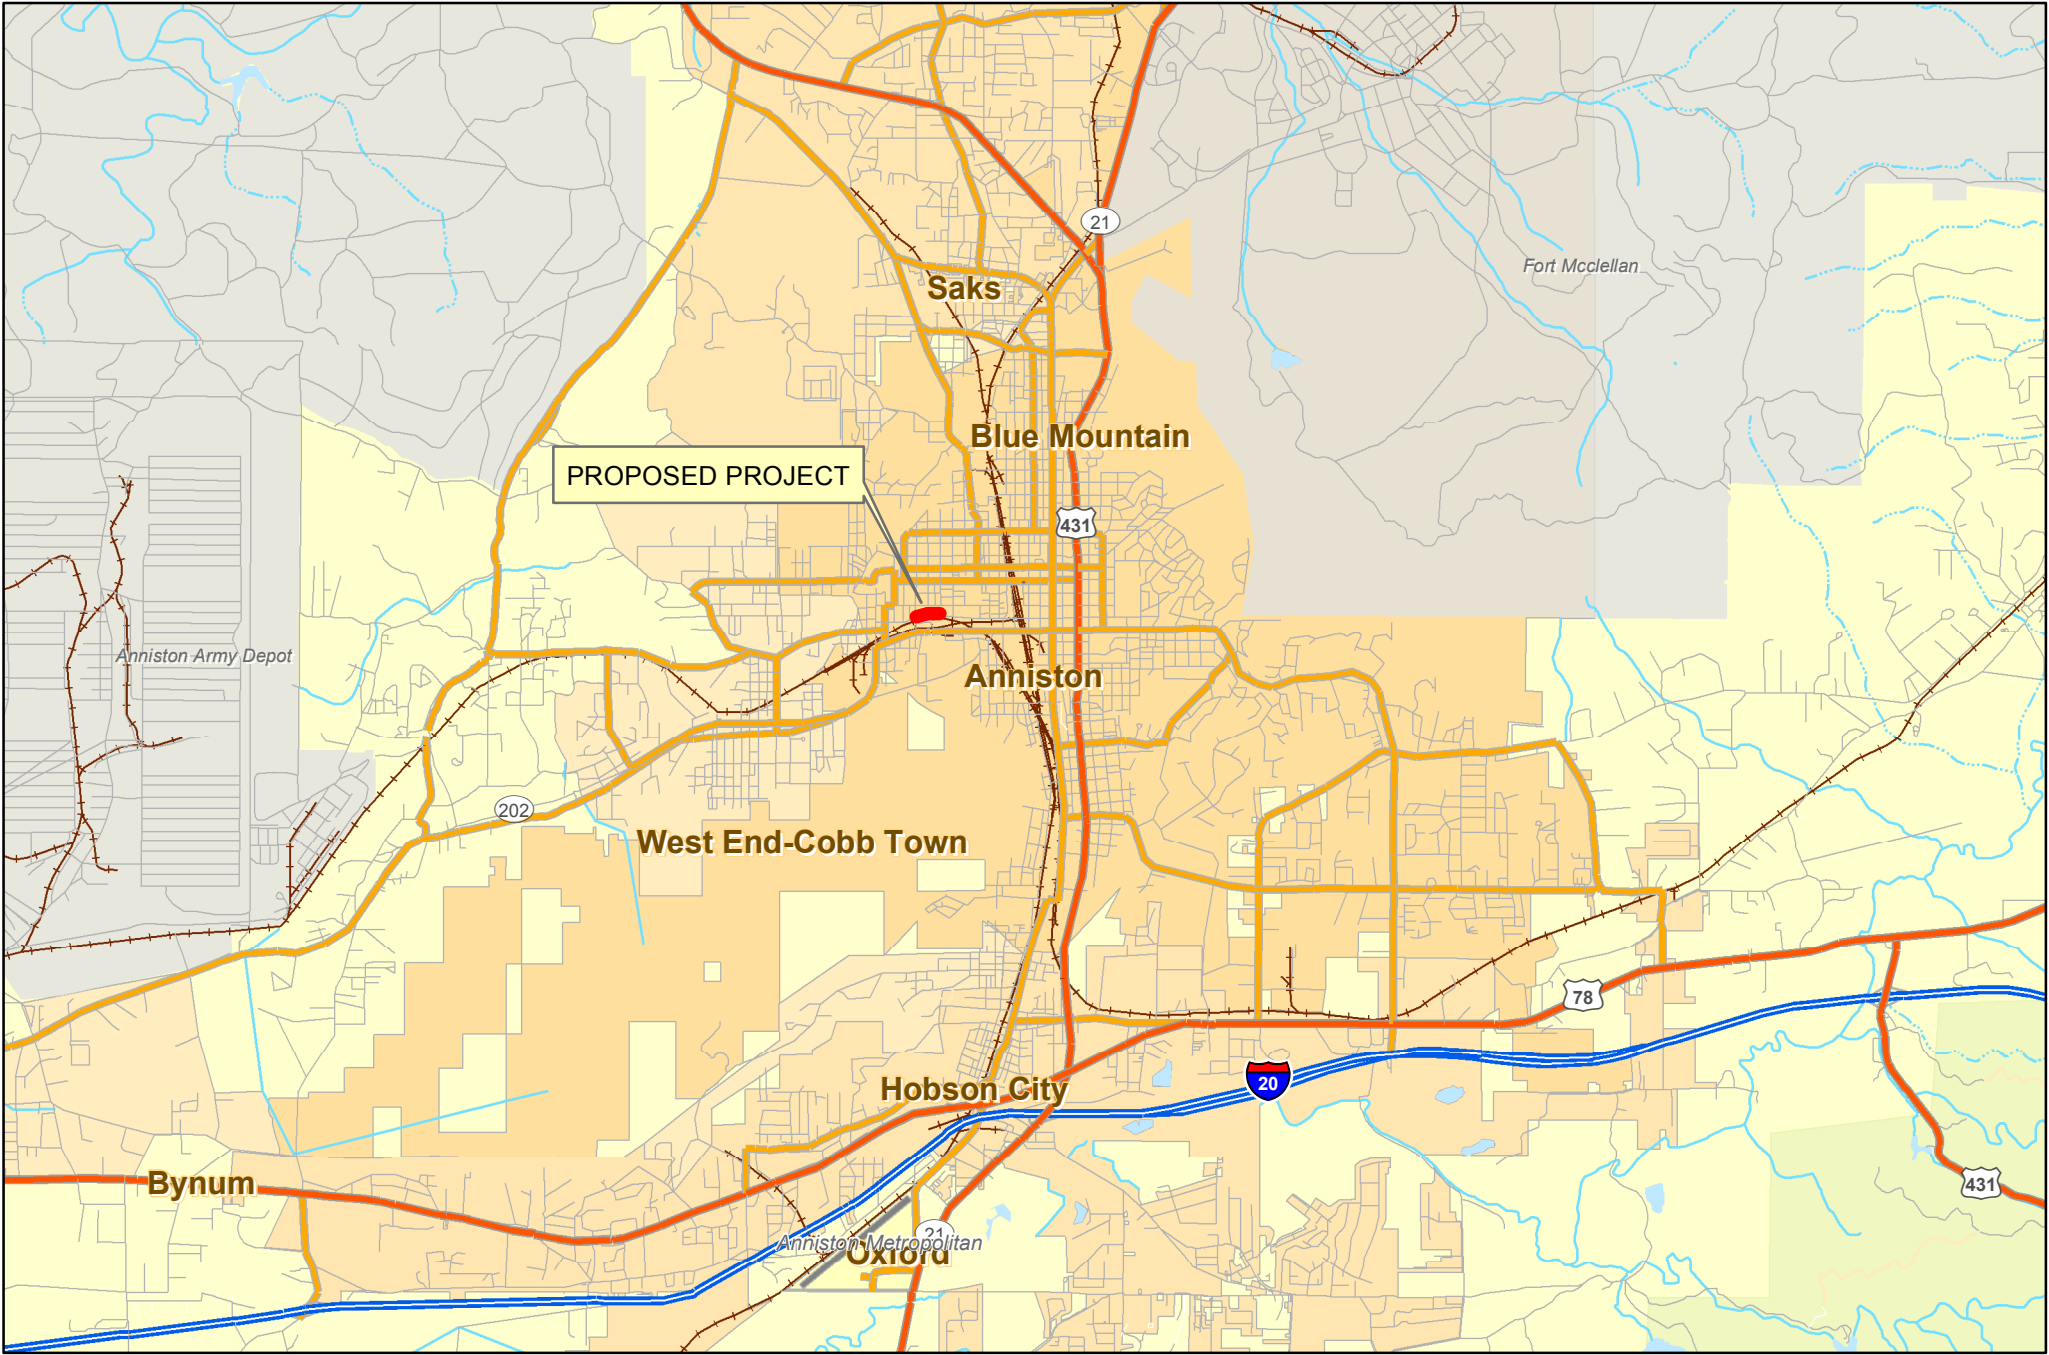 21
Fort Mcclellan
Saks
Blue Mountain
PROPOSED PROJECT
431
Anniston Army Depot
Anniston
202
West End-Cobb Town
78
20
Hobson City
Bynum
431
21
Anniston Metropolitan
Oxford